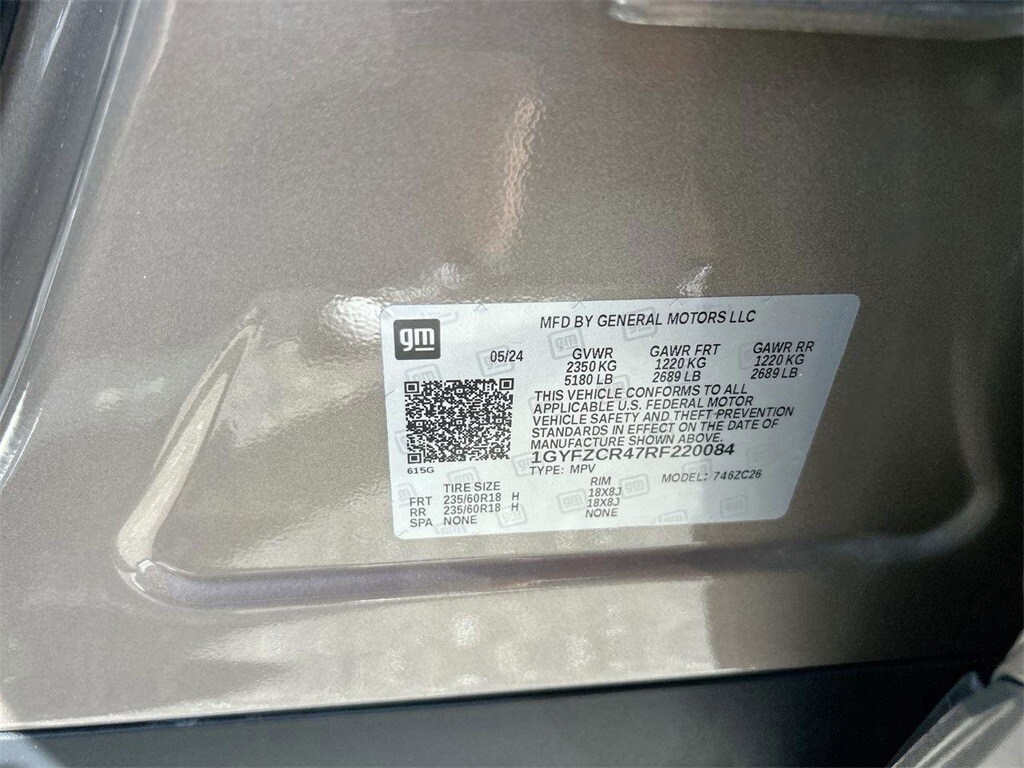 gm
MFD BY GENERAL MOTORS LLC
05/24 GVWR GAWR FRT GAWR RR
2350 KG 1220 KG 1220 KG
5180 LB 2689 LB 2689 LB
THIS VEHICLE CONFORMS TO ALL
APPLICABLE U.S. FEDERAL MOTOR
VEHICLE SAFETY AND THEFT PREVENTION
STANDARDS IN EFFECT ON THE DATE OF
MANUFACTURE SHOWN ABOVE.
1GYFZCR47RF220084
615G
TYPE: MPV MODEL: 746ZC26
TIRE SIZE RIM
FRT 235/60R18 H 18X8J
RR 235/60R18 H 18X8J
SPA NONE NONE